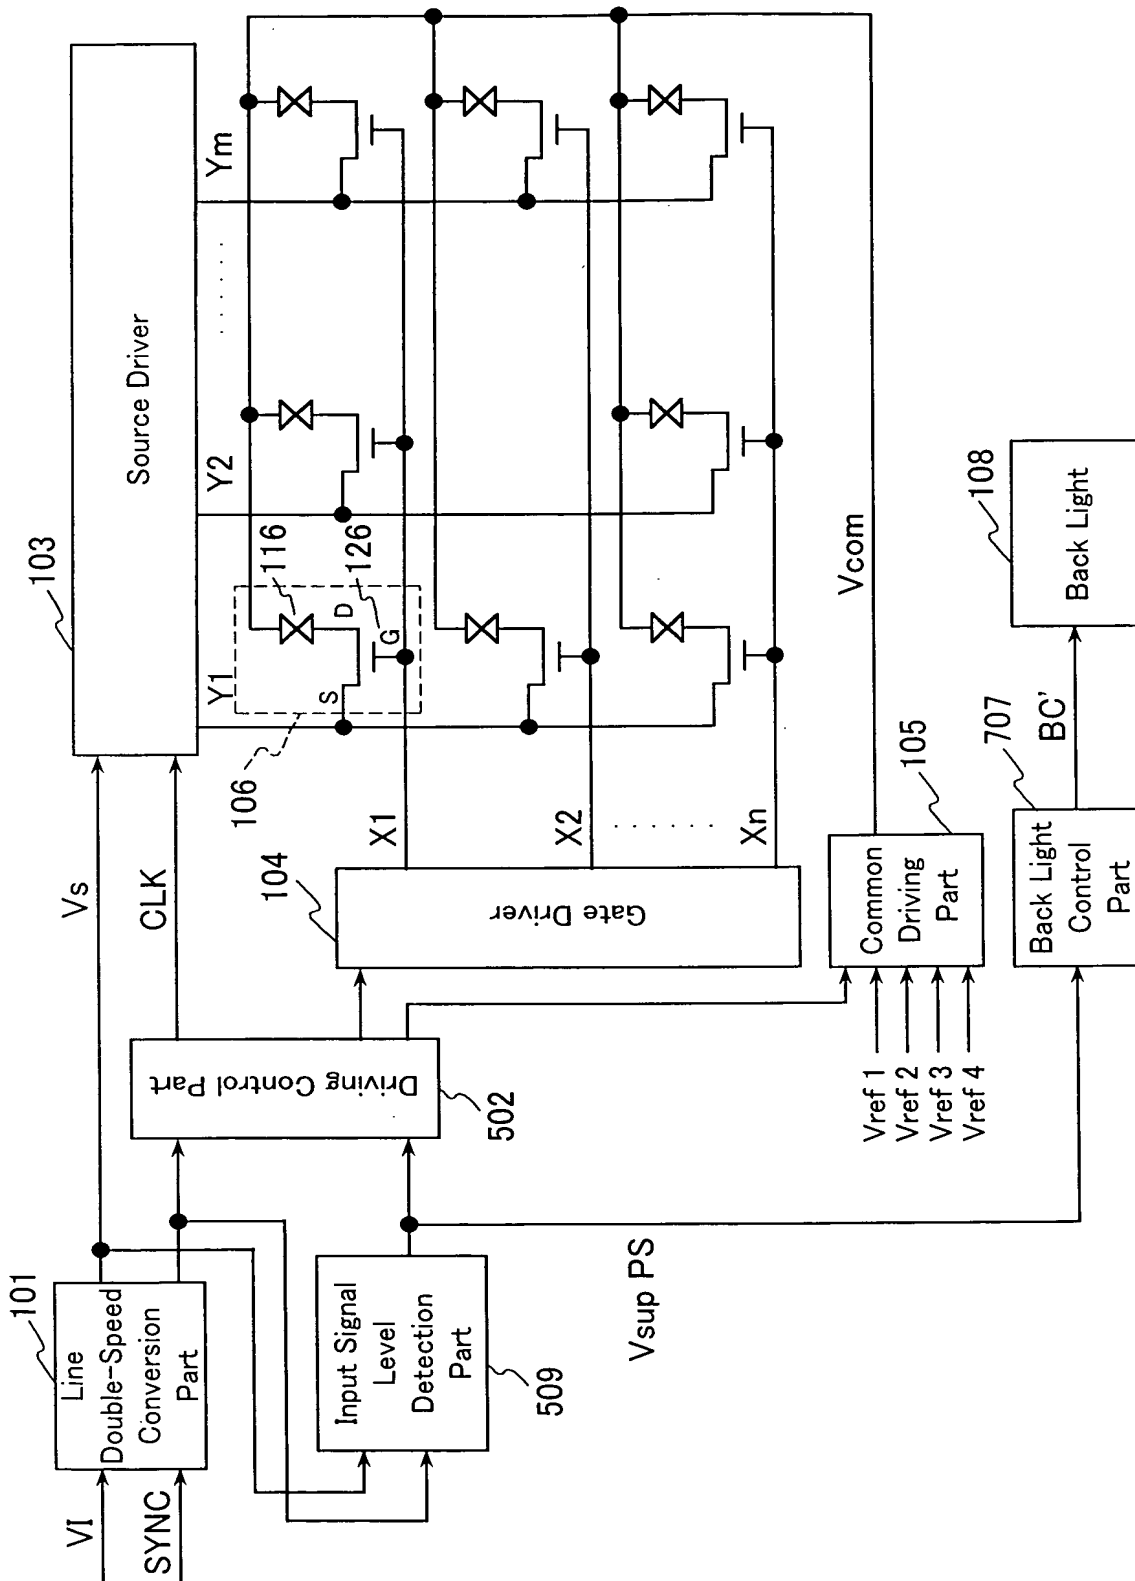 VI
SYNC
101
Line
Double-Speed
Conversion
Part
Vs
CLK
103
Source Driver
Input Signal
Level
Detection
Part
509
Driving Control Part
502
Vsup PS
104
Gate Driver
X1
X2
. . . . . .
Xn
Y1
Y2
. . . . . .
Ym
106
116
126
S
D
G
Vref 1
Vref 2
Vref 3
Vref 4
Common
Driving
Part
105
Vcom
Back Light
Control
Part
707
BC'
Back Light
108